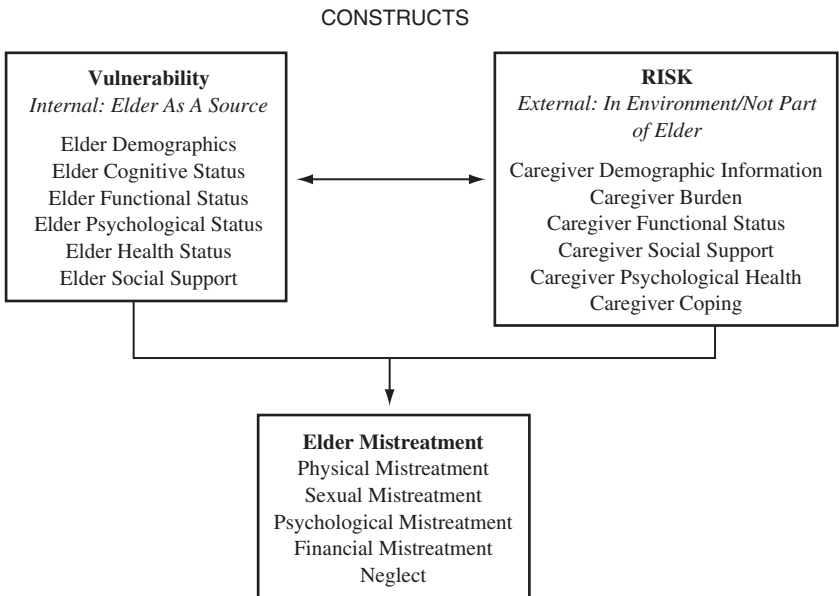 CONSTRUCTS
Vulnerability
Internal: Elder As A Source
Elder Demographics
Elder Cognitive Status
Elder Functional Status
Elder Psychological Status
Elder Health Status
Elder Social Support
RISK
External: In Environment/Not Part
of Elder
Caregiver Demographic Information
Caregiver Burden
Caregiver Functional Status
Caregiver Social Support
Caregiver Psychological Health
Caregiver Coping
Elder Mistreatment
Physical Mistreatment
Sexual Mistreatment
Psychological Mistreatment
Financial Mistreatment
Neglect